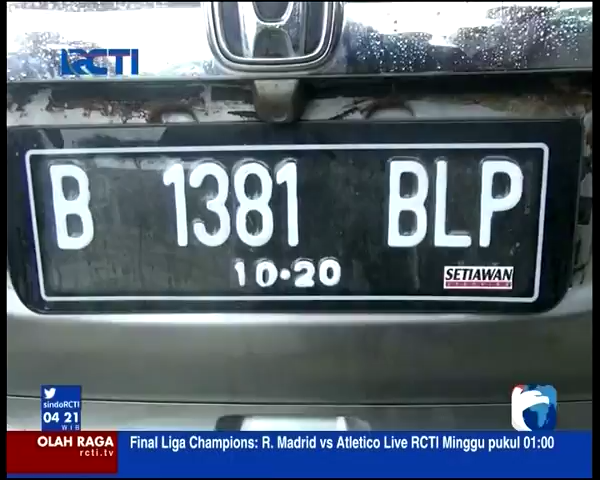 RCTI
B 1381 BLP
10·20
SETIAWAN
sindoRCTI
04 21
WIB
OLAH RAGA
rcti.tv
Final Liga Champions: R. Madrid vs Atletico Live RCTI Minggu pukul 01:00